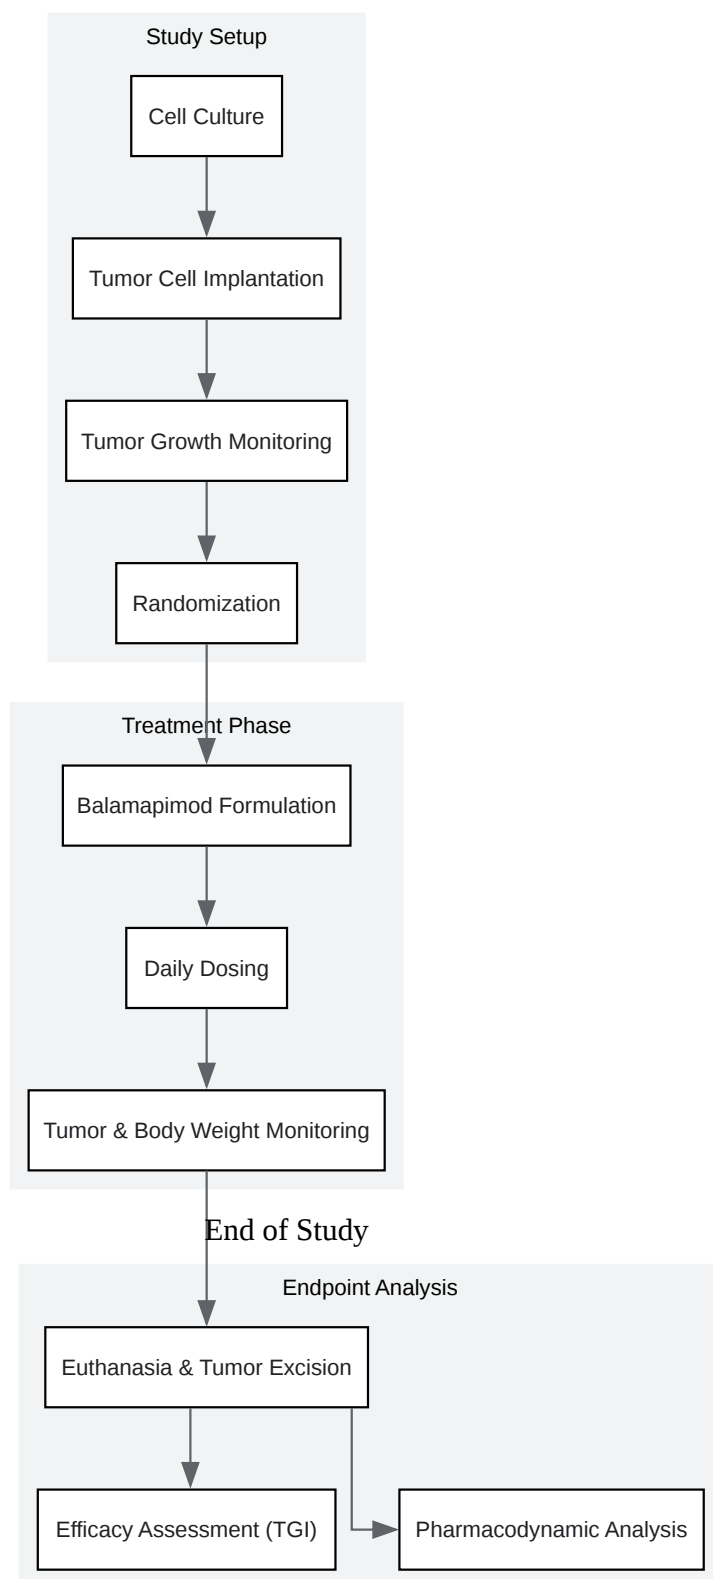 Study Setup
Cell Culture
Tumor Cell Implantation
Tumor Growth Monitoring
Randomization
Treatment Phase
Balamapimod Formulation
Daily Dosing
Tumor & Body Weight Monitoring
End of Study
Endpoint Analysis
Euthanasia & Tumor Excision
Efficacy Assessment (TGI)
Pharmacodynamic Analysis